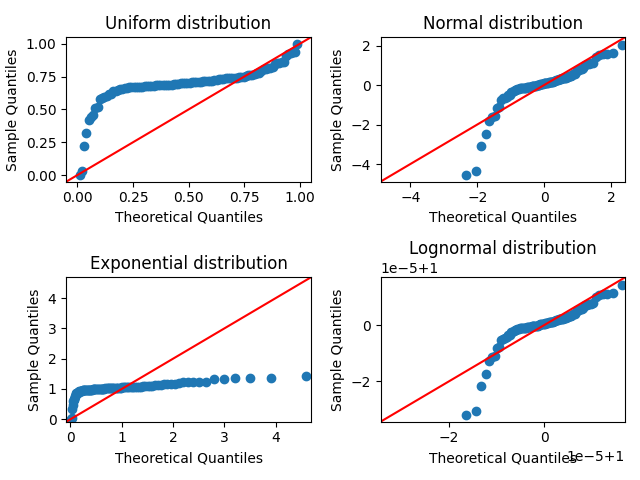 Uniform distribution
Sample Quantiles
1.00
0.75
0.50
0.25
0.00
0.00 0.25 0.50 0.75 1.00
Theoretical Quantiles
Normal distribution
Sample Quantiles
2
0
−2
−4
−4 −2 0 2
Theoretical Quantiles
Exponential distribution
Sample Quantiles
4
3
2
1
0
0 1 2 3 4
Theoretical Quantiles
Lognormal distribution
1e−5+1
Sample Quantiles
0
−2
−2 0
Theoretical Quantiles
1e−5+1